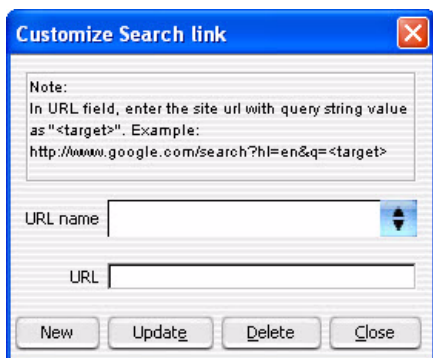 Customize Search link
Note:
In URL field, enter the site url with query string value
as "<target>". Example:
http://www.google.com/search?hl=en&q=<target>
URL name
URL
New Update Delete Close